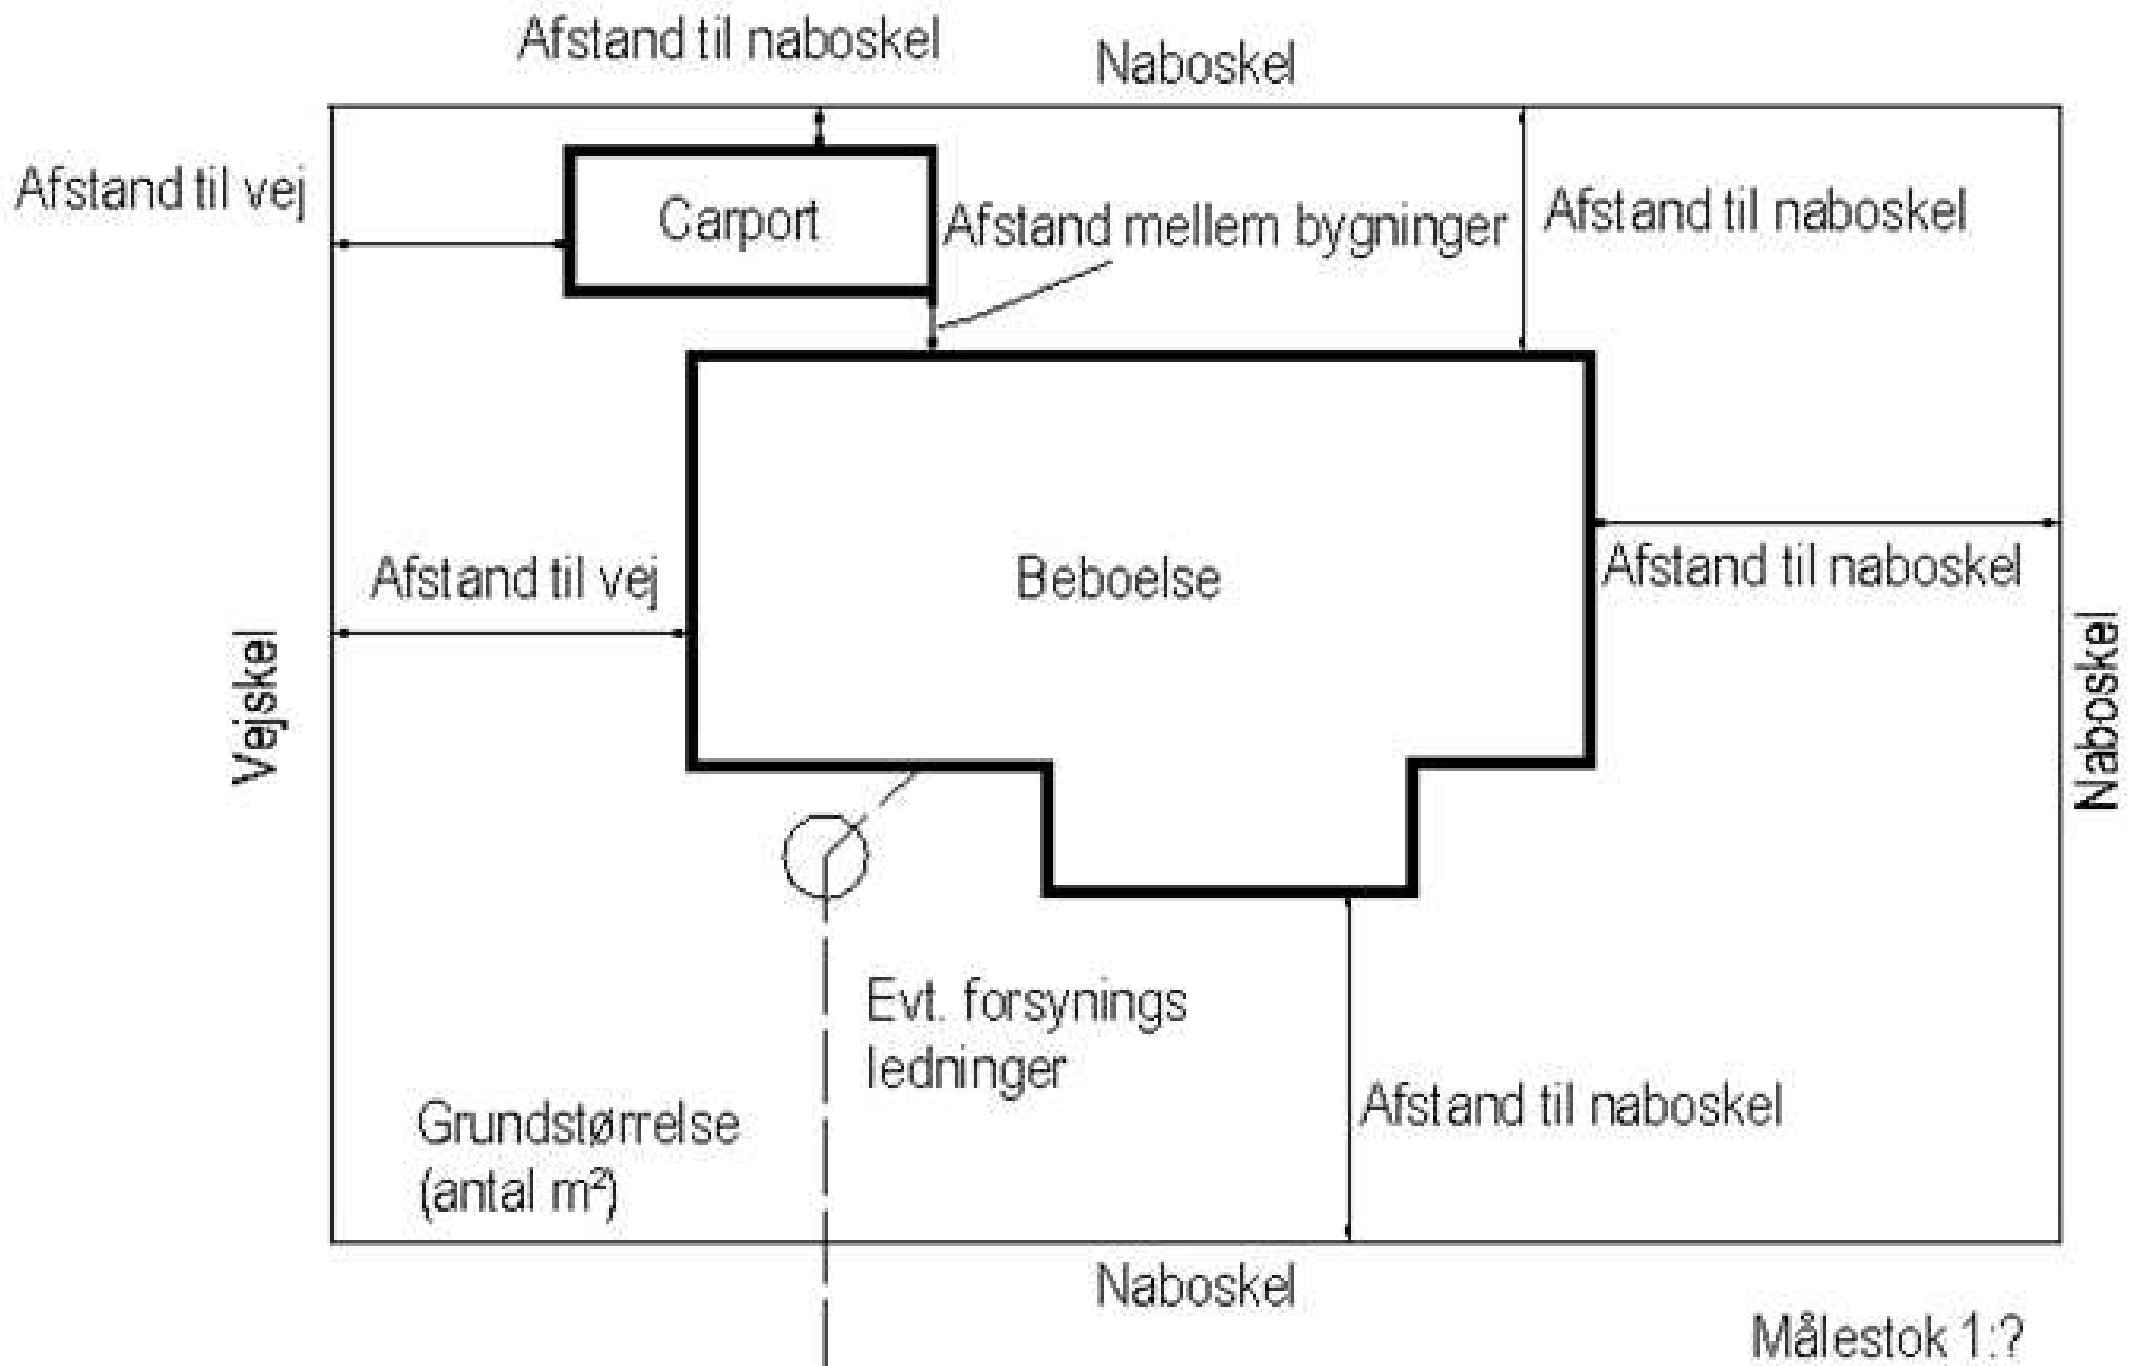 Afstand til naboskel
Naboskel
Afstand til vej
Carport
Afstand mellem bygninger
Afstand til naboskel
Afstand til vej
Beboelse
Afstand til naboskel
Vejskel
Naboskel
Evt. forsynings
ledninger
Grundstørrelse
(antal m²)
Afstand til naboskel
Naboskel
Målestok 1:?